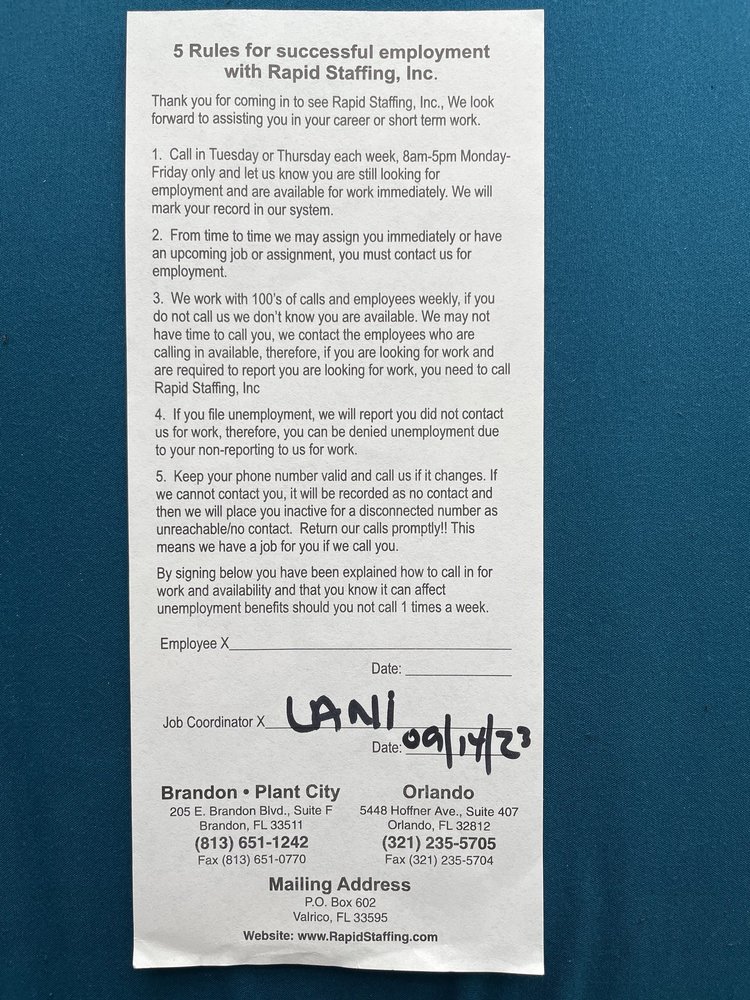 5 Rules for successful employment
with Rapid Staffing, Inc.
Thank you for coming in to see Rapid Staffing, Inc., We look
forward to assisting you in your career or short term work.
1. Call in Tuesday or Thursday each week, 8am-5pm Monday-
Friday only and let us know you are still looking for
employment and are available for work immediately. We will
mark your record in our system.
2. From time to time we may assign you immediately or have
an upcoming job or assignment, you must contact us for
employment.
3. We work with 100's of calls and employees weekly, if you
do not call us we don't know you are available. We may not
have time to call you, we contact the employees who are
calling in available, therefore, if you are looking for work and
are required to report you are looking for work, you need to call
Rapid Staffing, Inc
4. If you file unemployment, we will report you did not contact
us for work, therefore, you can be denied unemployment due
to your non-reporting to us for work.
5. Keep your phone number valid and call us if it changes. If
we cannot contact you, it will be recorded as no contact and
then we will place you inactive for a disconnected number as
unreachable/no contact. Return our calls promptly!! This
means we have a job for you if we call you.
By signing below you have been explained how to call in for
work and availability and that you know it can affect
unemployment benefits should you not call 1 times a week.
Employee X
Date:
Job Coordinator X LANI
Date: 09/14/23
Brandon • Plant City
205 E. Brandon Blvd., Suite F
Brandon, FL 33511
(813) 651-1242
Fax (813) 651-0770
Orlando
5448 Hoffner Ave., Suite 407
Orlando, FL 32812
(321) 235-5705
Fax (321) 235-5704
Mailing Address
P.O. Box 602
Valrico, FL 33595
Website: www.RapidStaffing.com